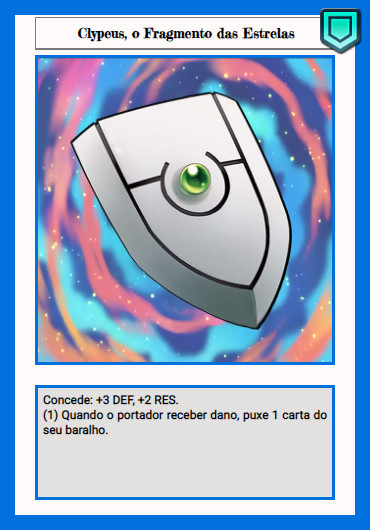 Clypeus, o Fragmento das Estrelas
Concede: +3 DEF, +2 RES.
(1) Quando o portador receber dano, puxe 1 carta do
seu baralho.